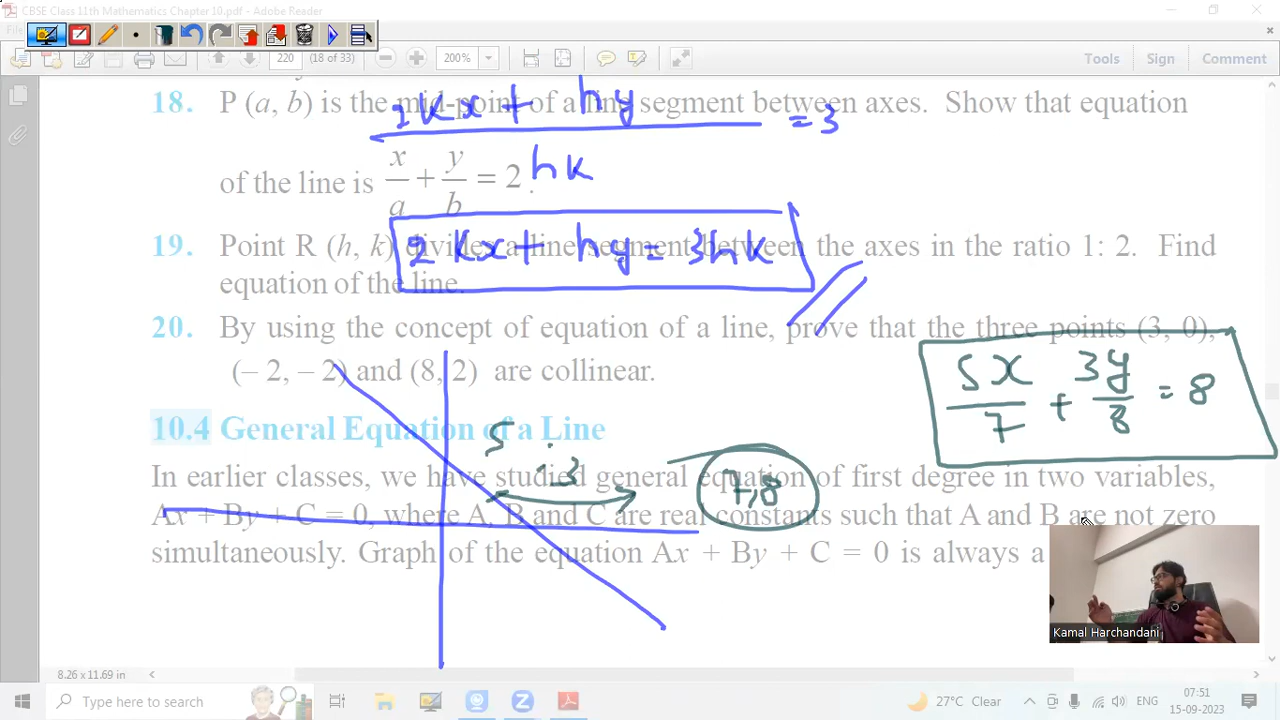 CBSE Class 11th Mathematics Chapter 10.pdf
220 (18 of 33) 200% Tools Sign Comment
18. P (a, b) is the mid-point of a line segment between axes. Show that equation
2kx + hy = 3
hk
of the line is x/a + y/b = 2.
19. Point R (h, k) divides a line segment between the axes in the ratio 1: 2. Find
2kx + hy = 3hk
equation of the line.
20. By using the concept of equation of a line, prove that the three points (3, 0),
(– 2, – 2) and (8, 2) are collinear.
5x/7 + 3y/8 = 8
10.4 General Equation of a Line
5 : 3
7,8
In earlier classes, we have studied general equation of first degree in two variables,
Ax + By + C = 0, where A, B and C are real constants such that A and B are not zero
simultaneously. Graph of the equation Ax + By + C = 0 is always a
Kamal Harchandani
8.26 x 11.69 in
Type here to search
27°C Clear
ENG
07:51
15-09-2023